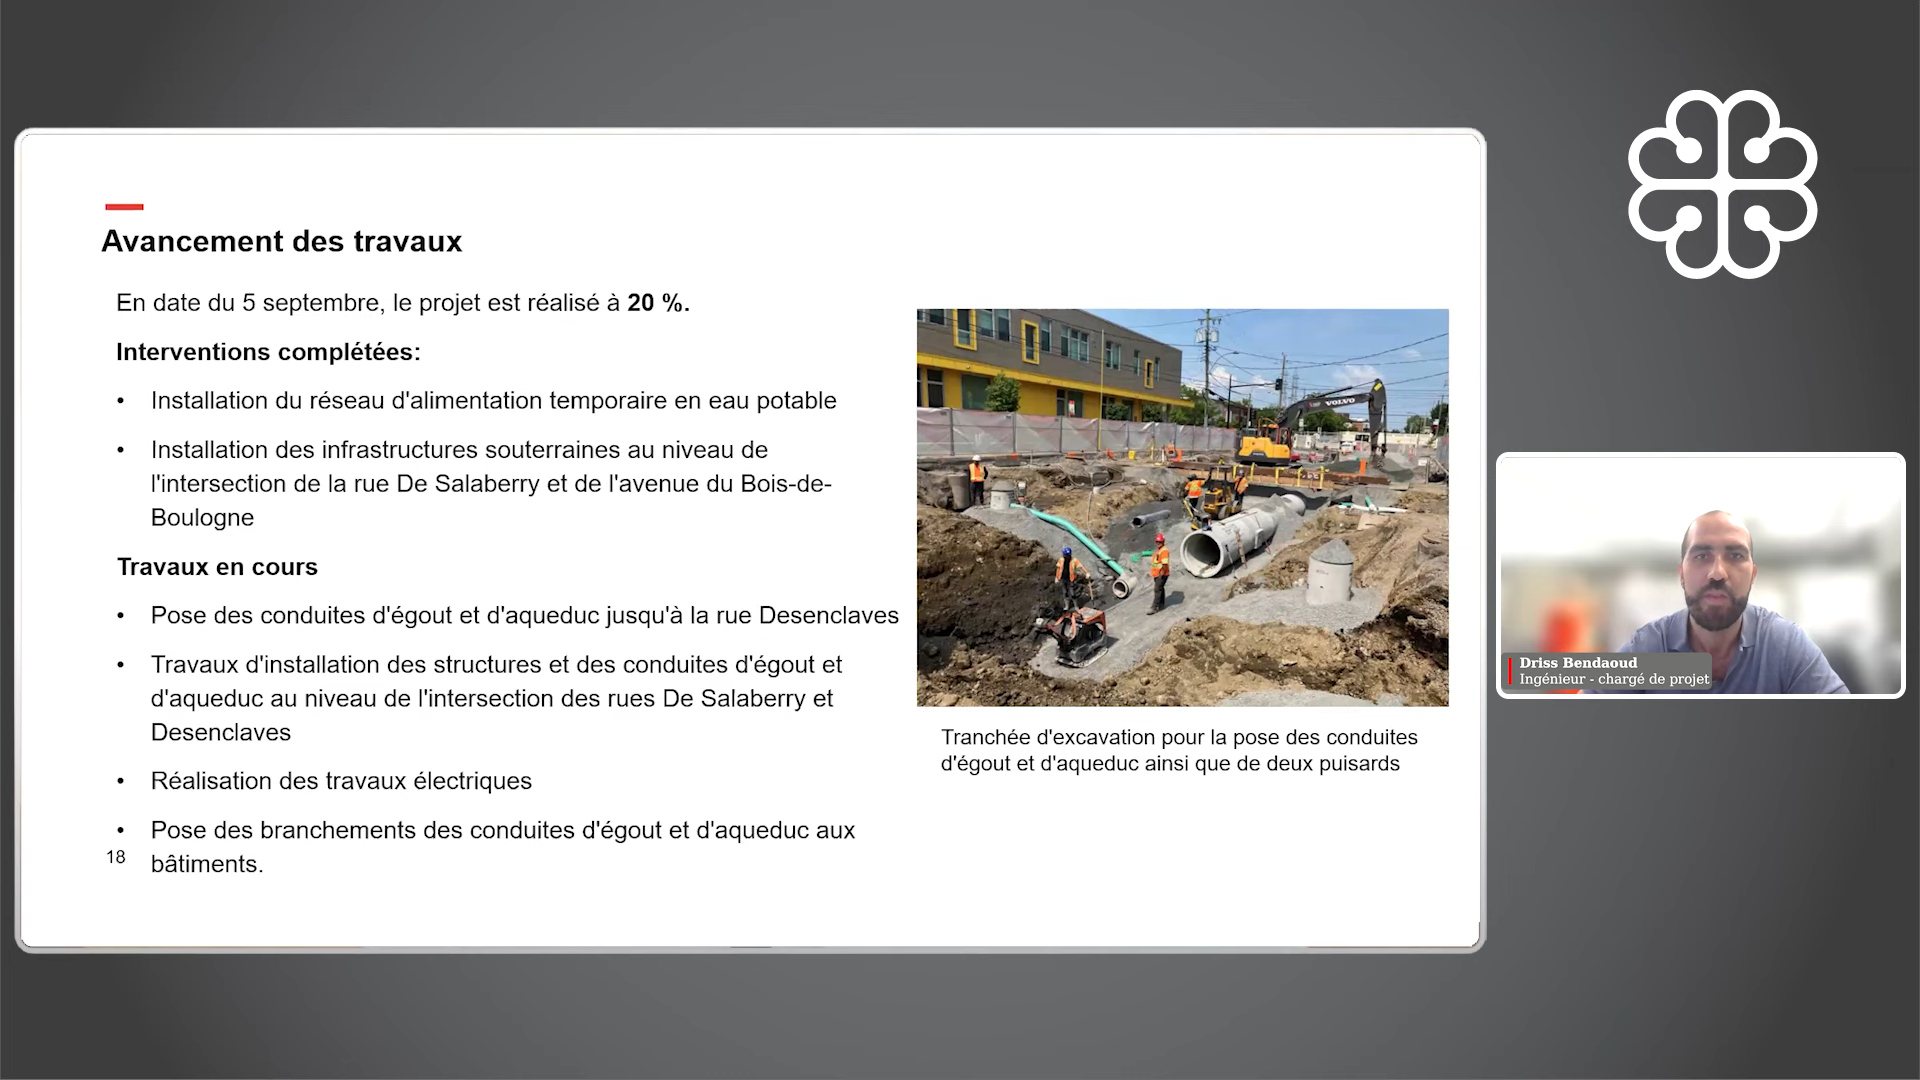 Avancement des travaux
En date du 5 septembre, le projet est réalisé à 20 %.
Interventions complétées:
• Installation du réseau d'alimentation temporaire en eau potable
• Installation des infrastructures souterraines au niveau de
l'intersection de la rue De Salaberry et de l'avenue du Bois-de-
Boulogne
Travaux en cours
• Pose des conduites d'égout et d'aqueduc jusqu'à la rue Desenclaves
• Travaux d'installation des structures et des conduites d'égout et
d'aqueduc au niveau de l'intersection des rues De Salaberry et
Desenclaves
• Réalisation des travaux électriques
• Pose des branchements des conduites d'égout et d'aqueduc aux
bâtiments.
18
VOLVO
Tranchée d'excavation pour la pose des conduites
d'égout et d'aqueduc ainsi que de deux puisards
Driss Bendaoud
Ingénieur - chargé de projet